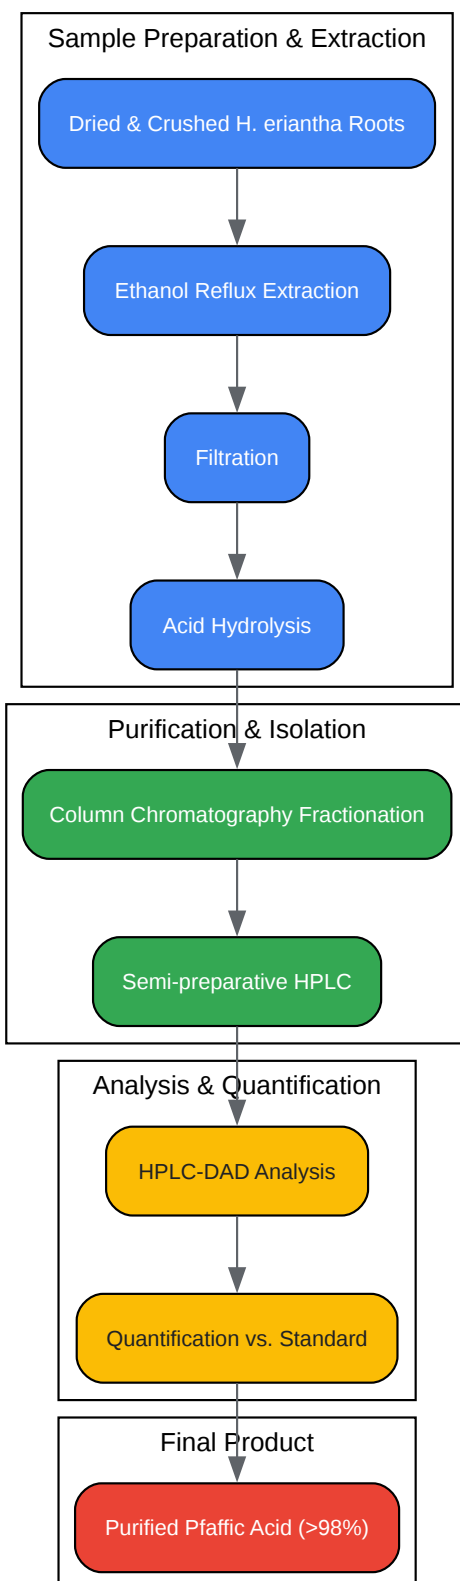 Sample Preparation & Extraction
Dried & Crushed H. eriantha Roots
Ethanol Reflux Extraction
Filtration
Acid Hydrolysis
Purification & Isolation
Column Chromatography Fractionation
Semi-preparative HPLC
Analysis & Quantification
HPLC-DAD Analysis
Quantification vs. Standard
Final Product
Purified Pfaffic Acid (>98%)